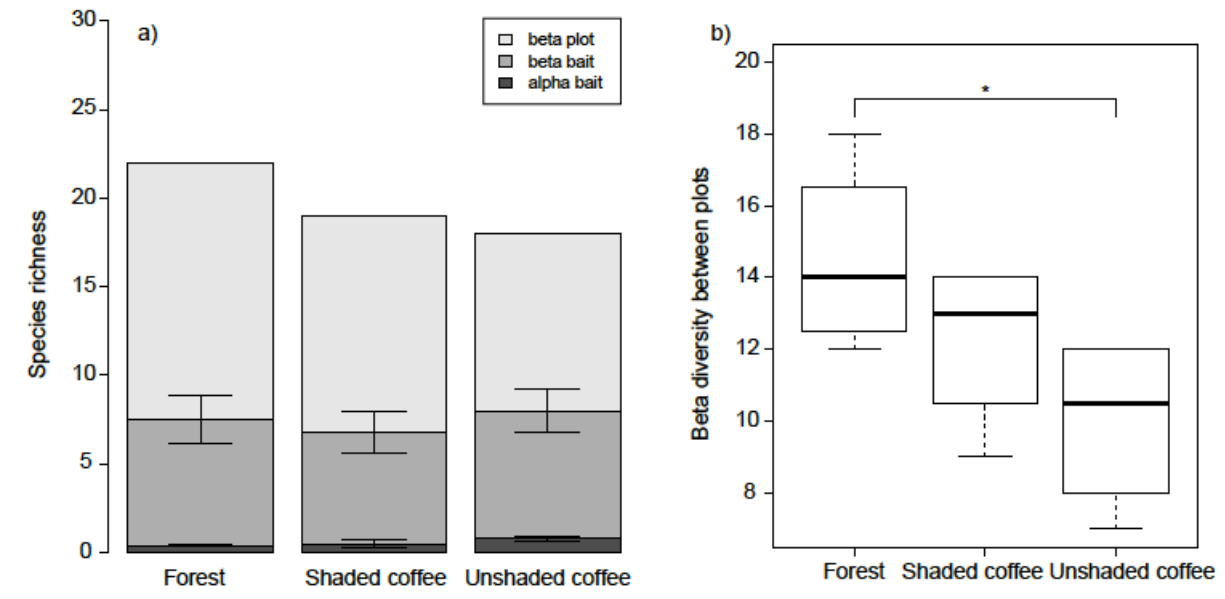 a)
beta plot
beta bait
alpha bait
Species richness
30
25
20
15
10
5
0
Forest Shaded coffee Unshaded coffee
b)
*
Beta diversity between plots
20
18
16
14
12
10
8
Forest Shaded coffee Unshaded coffee